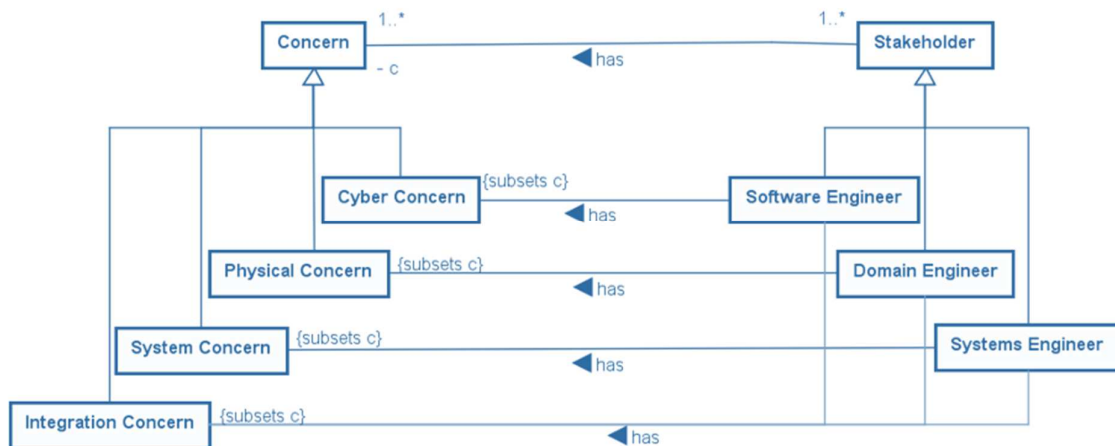 1..*
1..*
Concern
Stakeholder
has
- c
{subsets c}
Cyber Concern
Software Engineer
has
{subsets c}
Physical Concern
Domain Engineer
has
{subsets c}
System Concern
Systems Engineer
has
{subsets c}
Integration Concern
has